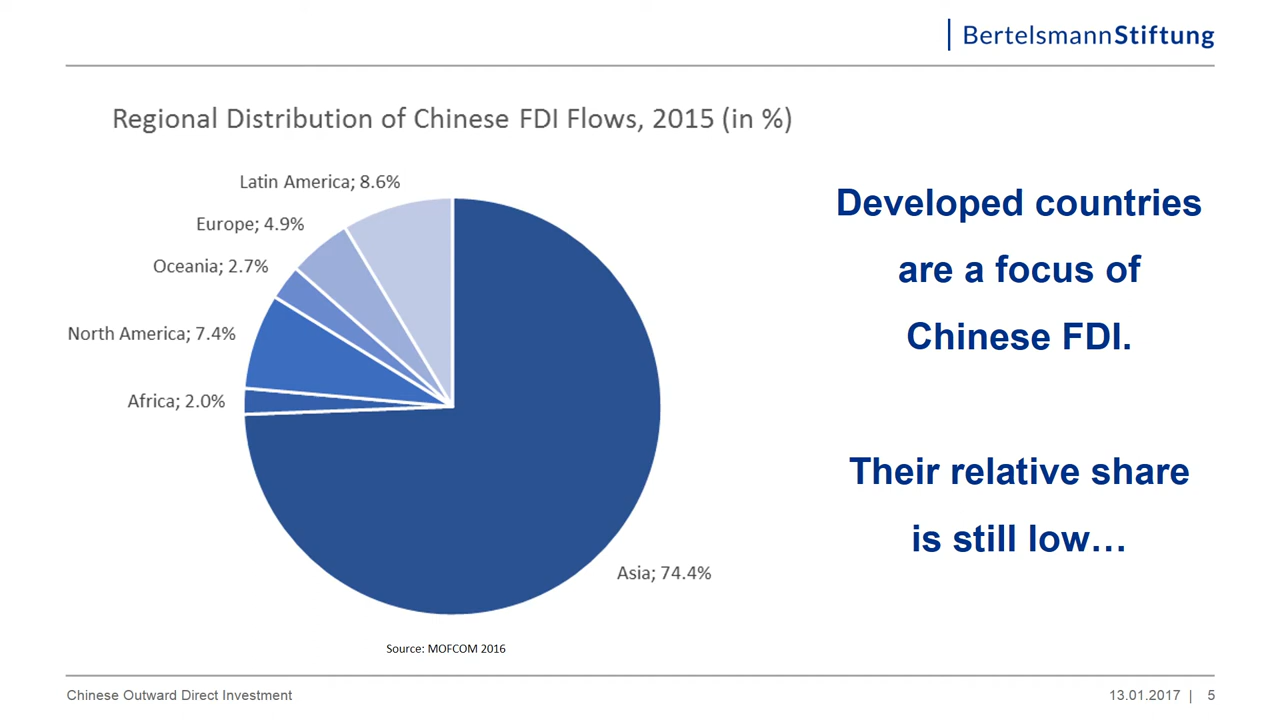 BertelsmannStiftung
Regional Distribution of Chinese FDI Flows, 2015 (in %)
Latin America; 8.6%
Europe; 4.9%
Oceania; 2.7%
North America; 7.4%
Africa; 2.0%
Asia; 74.4%
Source: MOFCOM 2016
Developed countries
are a focus of
Chinese FDI.
Their relative share
is still low…
Chinese Outward Direct Investment
13.01.2017 | 5